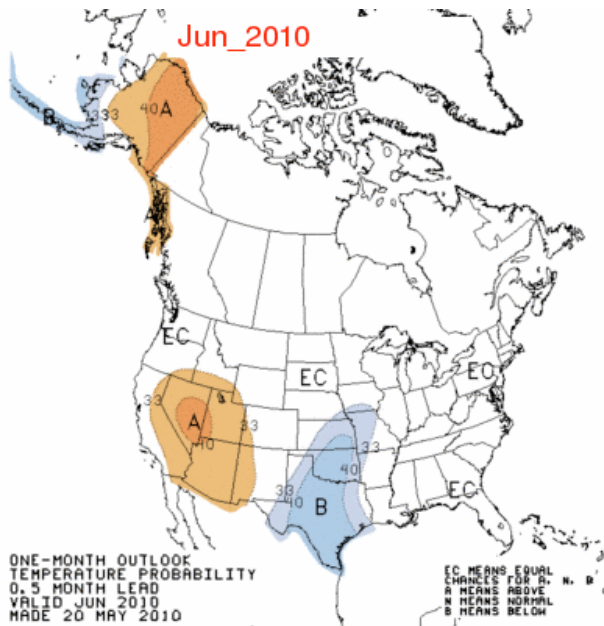 Jun_2010
B
333
40
A
A
EC
EC
EC
33
A
40
33
33
40
33
40
B
EC
ONE-MONTH OUTLOOK
TEMPERATURE PROBABILITY
0.5 MONTH LEAD
VALID JUN 2010
MADE 20 MAY 2010
EC MEANS EQUAL
CHANCES FOR A, N, B
A MEANS ABOVE
N MEANS NORMAL
B MEANS BELOW